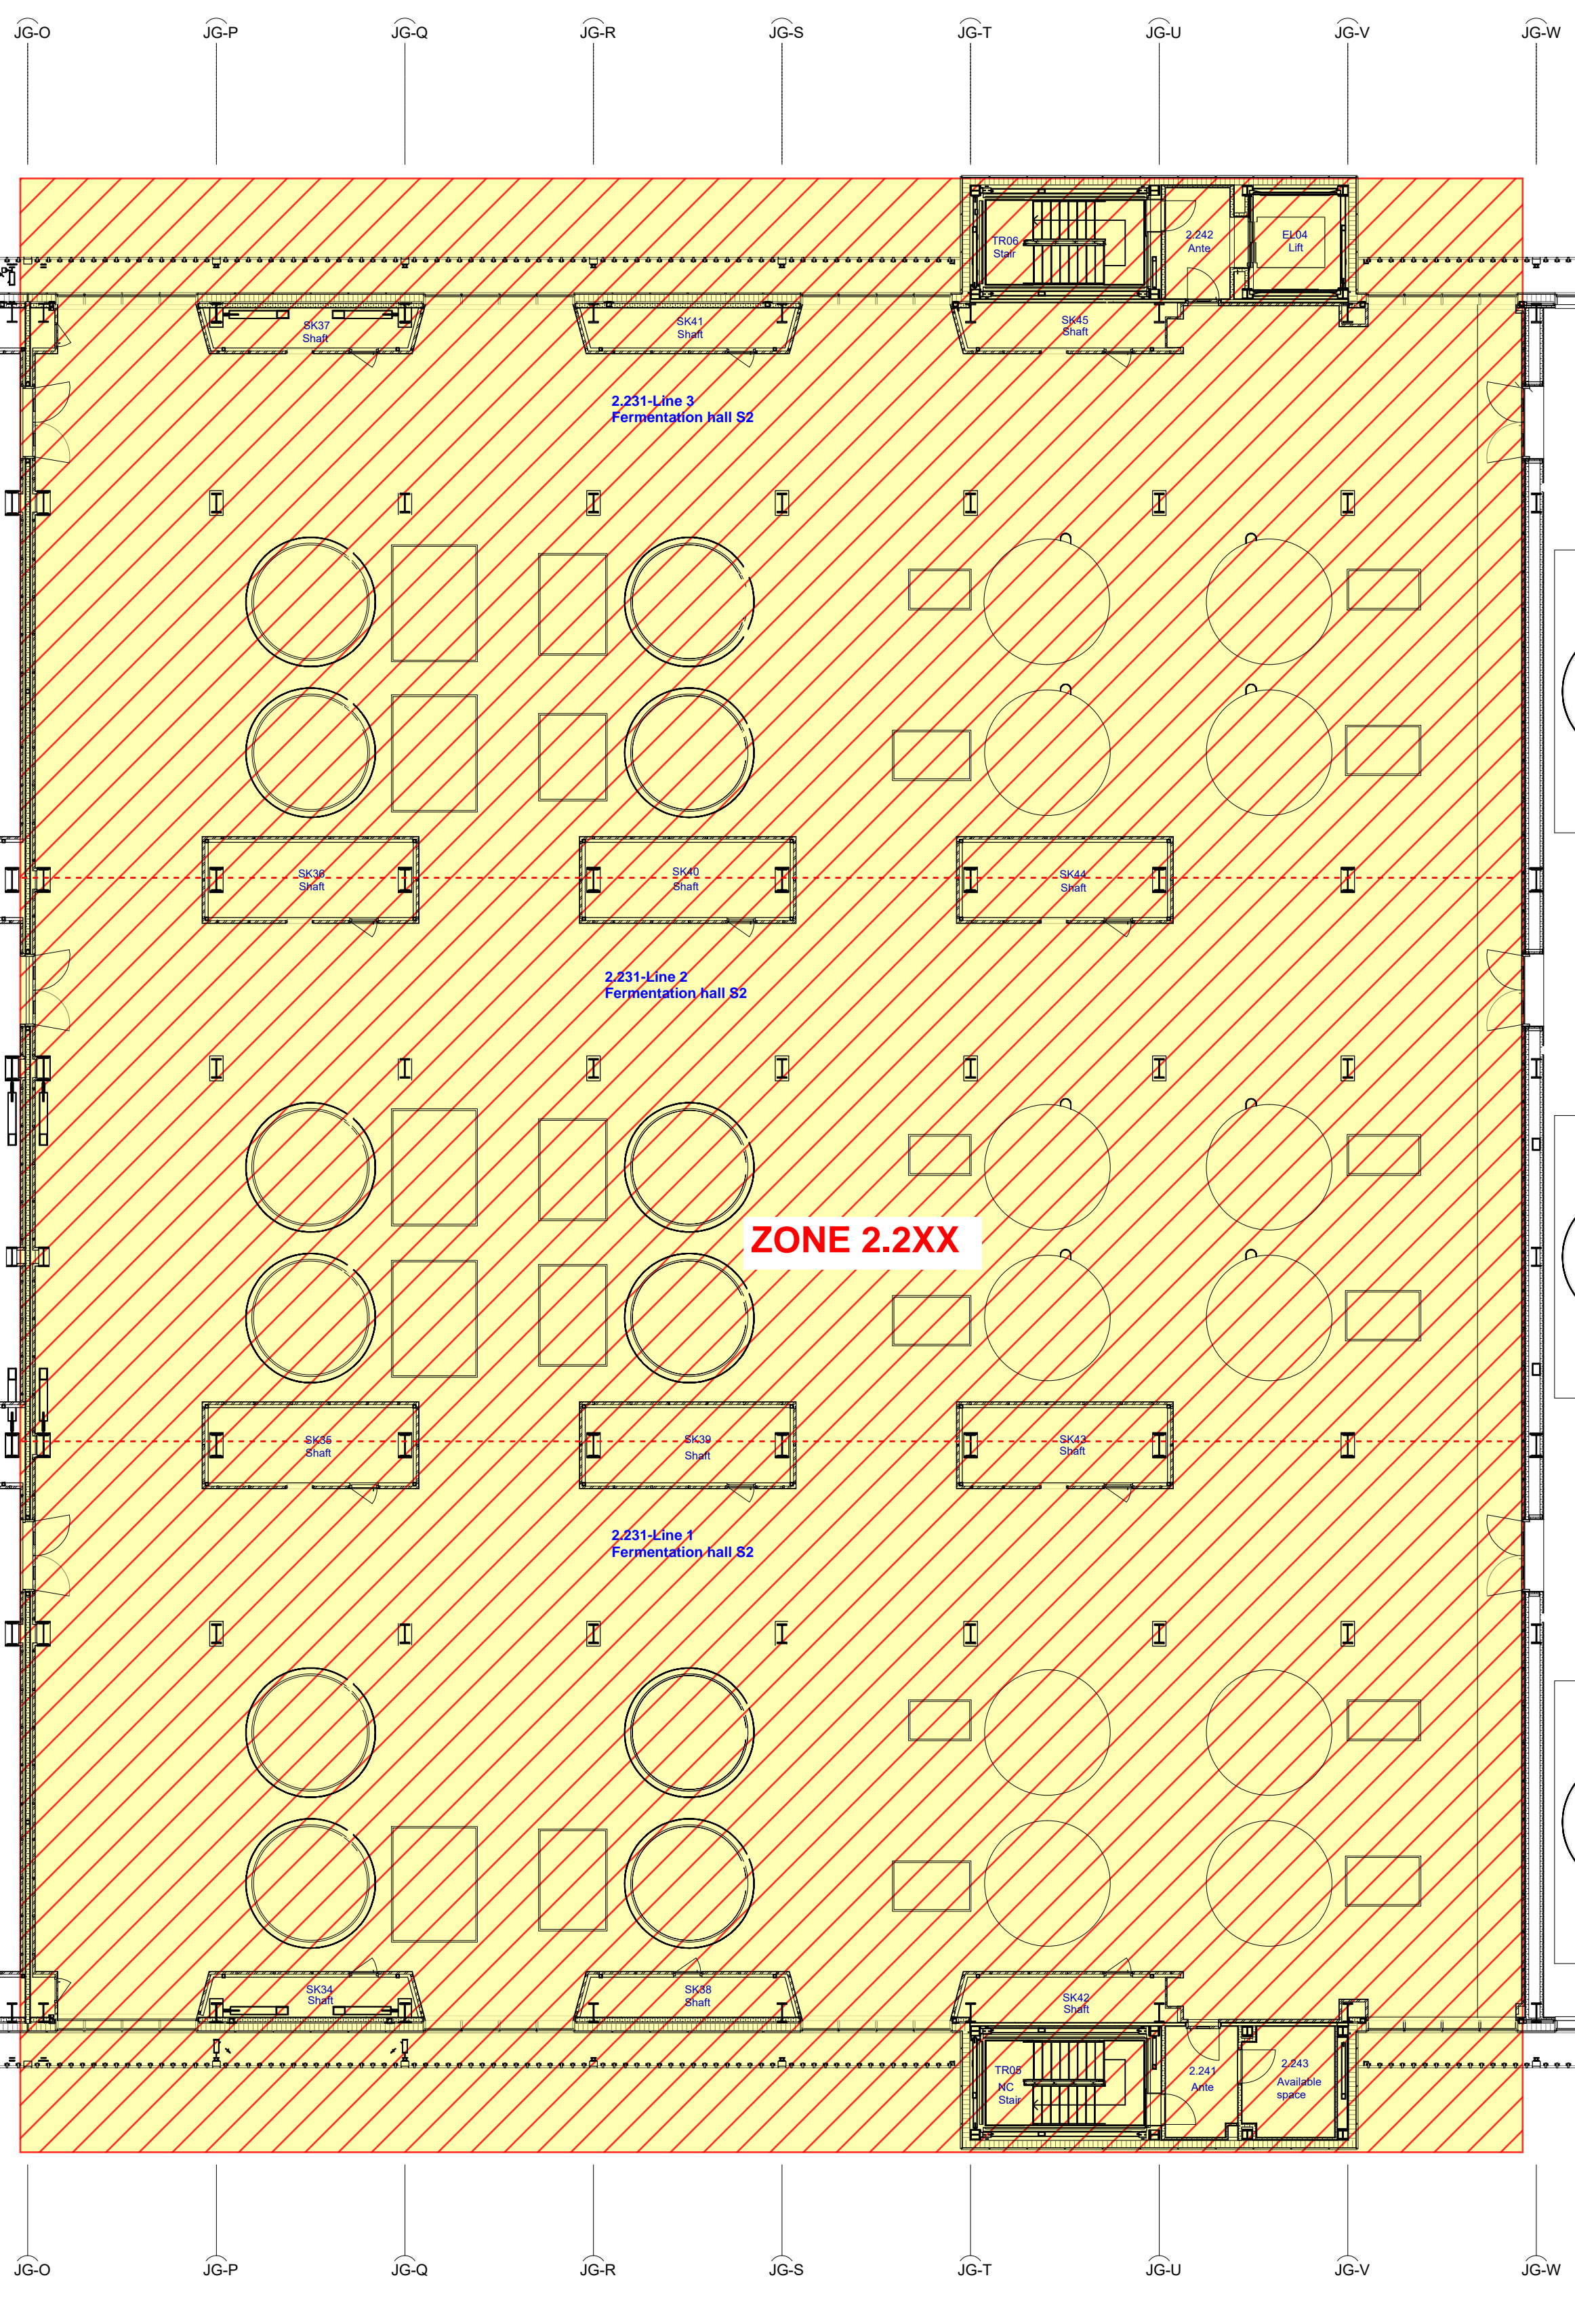 JG-O JG-P JG-Q JG-R JG-S JG-T JG-U JG-V JG-W
TR06
Stair
2.242
Ante
EL04
Lift
SK37
Shaft
SK41
Shaft
SK45
Shaft
2.231-Line 3
Fermentation hall S2
SK36
Shaft
SK40
Shaft
SK44
Shaft
2.231-Line 2
Fermentation hall S2
ZONE 2.2XX
SK35
Shaft
SK39
Shaft
SK43
Shaft
2.231-Line 1
Fermentation hall S2
SK34
Shaft
SK38
Shaft
SK42
Shaft
TR05
NC
Stair
2.241
Ante
2.243
Available
space
JG-O JG-P JG-Q JG-R JG-S JG-T JG-U JG-V JG-W